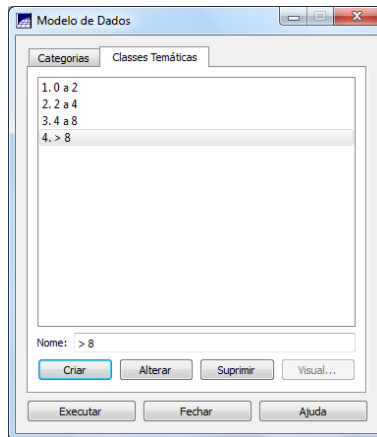 Modelo de Dados
Categorias Classes Temáticas
1. 0 a 2
2. 2 a 4
3. 4 a 8
4. > 8
Nome: > 8
Criar Alterar Suprimir Visual...
Executar Fechar Ajuda